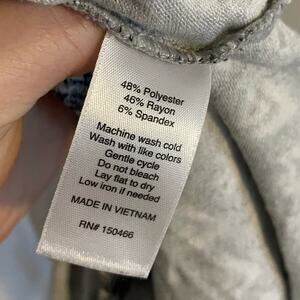 48% Polyester
46% Rayon
6% Spandex
Machine wash cold
Wash with like colors
Gentle cycle
Do not bleach
Lay flat to dry
Low iron if needed
MADE IN VIETNAM
RN# 150466